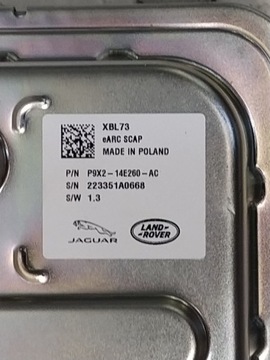 XBL73
eARC SCAP
MADE IN POLAND
P/N P9X2-14E260-AC
S/N 223351A0668
S/W 1.3
JAGUAR
LAND
ROVER